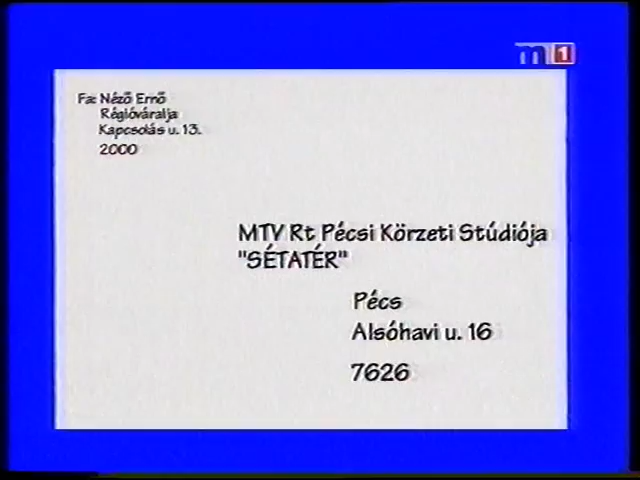 m1
Fa: Néző Ernő
Régióváralja
Kapcsolás u. 13.
2000
MTV Rt Pécsi Körzeti Stúdiója
"SÉTATÉR"
Pécs
Alsóhavi u. 16
7626